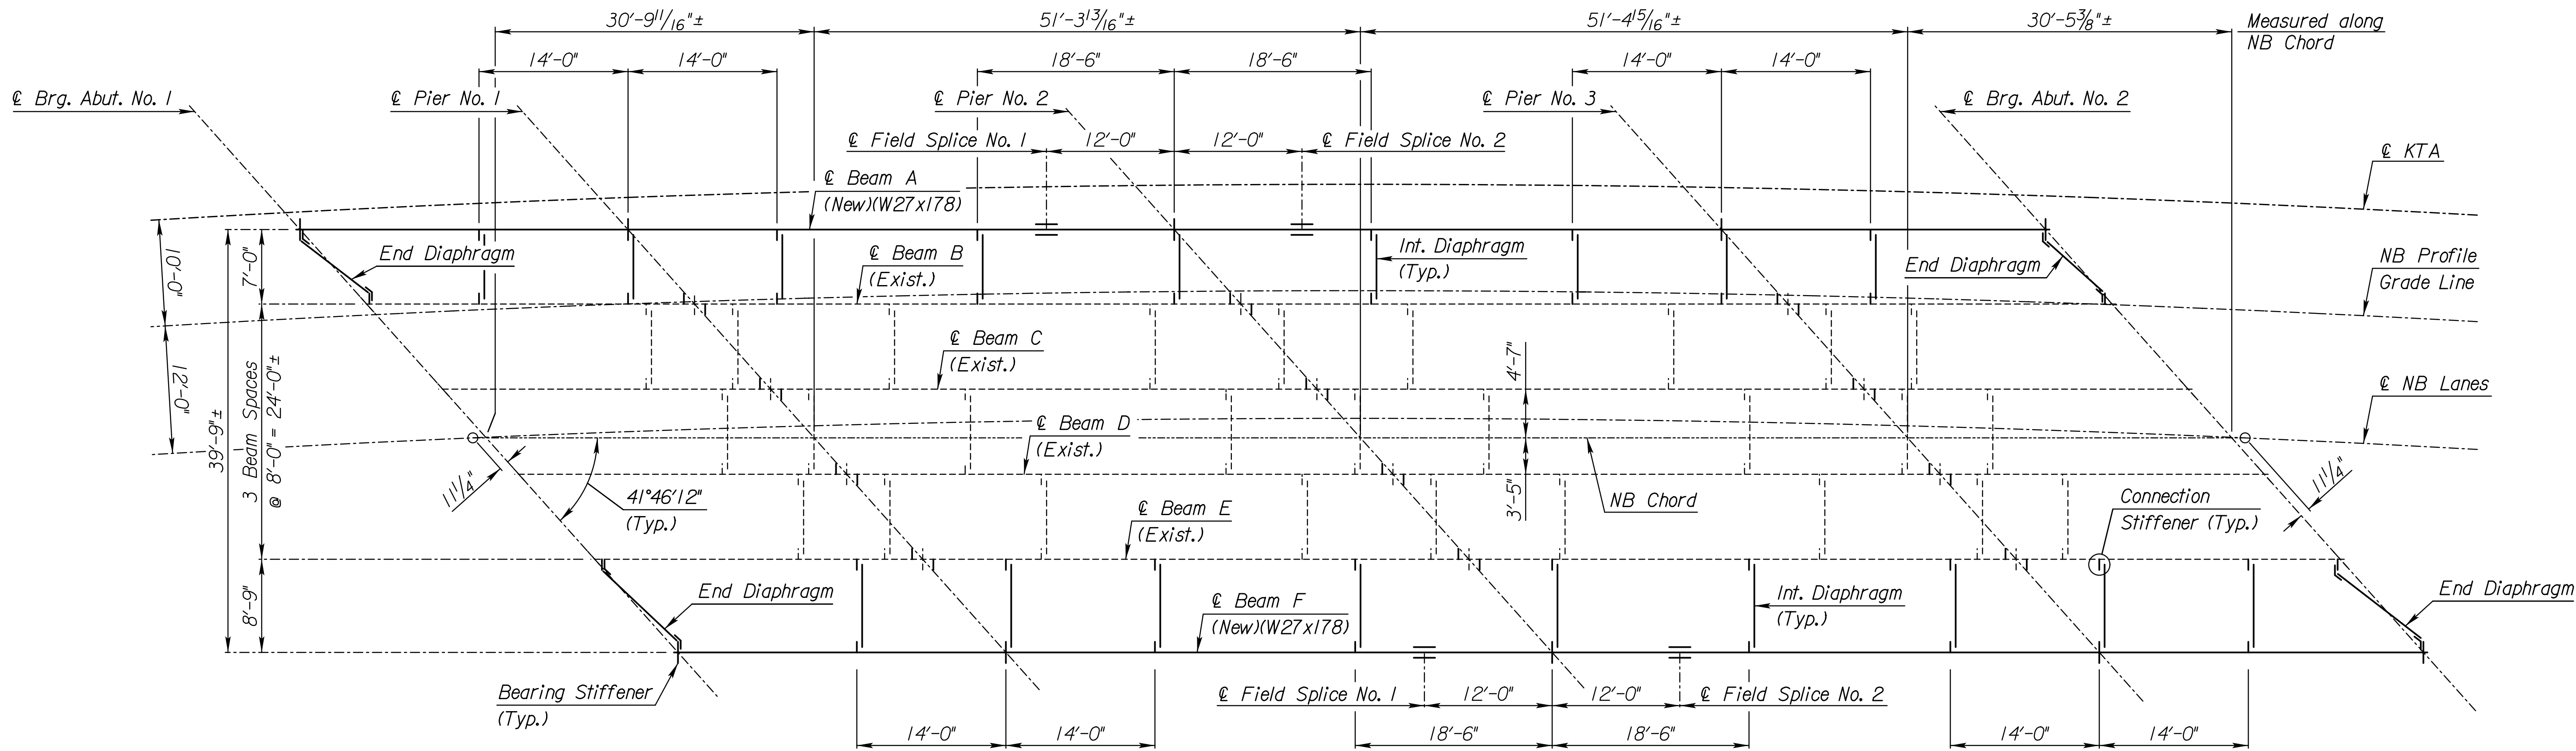 30'-9 11/16"±
51'-3 13/16"±
51'-4 15/16"±
30'-5 3/8"±
Measured along
NB Chord
14'-0"
14'-0"
18'-6"
18'-6"
14'-0"
14'-0"
℄ Brg. Abut. No. 1
℄ Pier No. 1
℄ Pier No. 2
℄ Pier No. 3
℄ Brg. Abut. No. 2
℄ Field Splice No. 1
12'-0"
12'-0"
℄ Field Splice No. 2
℄ KTA
℄ Beam A
(New)(W27x178)
End Diaphragm
℄ Beam B
(Exist.)
Int. Diaphragm
(Typ.)
End Diaphragm
NB Profile
Grade Line
10'-0"
7'-0"
℄ Beam C
(Exist.)
4'-7"
12'-0"
39'-9"±
3 Beam Spaces
@ 8'-0" = 24'-0"±
℄ NB Lanes
℄ Beam D
(Exist.)
11 1/4"
41°46'12"
(Typ.)
3'-5"
NB Chord
11 1/4"
Connection
Stiffener (Typ.)
℄ Beam E
(Exist.)
8'-9"
End Diaphragm
℄ Beam F
(New)(W27x178)
Int. Diaphragm
(Typ.)
End Diaphragm
Bearing Stiffener
(Typ.)
℄ Field Splice No. 1
12'-0"
12'-0"
℄ Field Splice No. 2
14'-0"
14'-0"
18'-6"
18'-6"
14'-0"
14'-0"